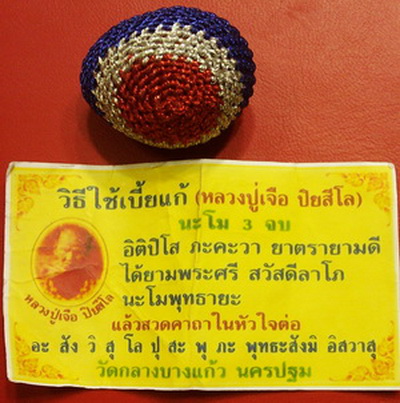 วิธีใช้เบี้ยแก้ (หลวงปู่เจือ ปิยสีโล)
นะโม 3 จบ
อิติปิโส ภะคะวา ยาตรายามดี
ได้ยามพระศรี สวัสดีลาโภ
นะโมพุทธายะ
หลวงปู่เจือ ปิยสีโล
แล้วสวดคาถาในหัวใจต่อ
อะ สัง วิ สุ โล ปุ สะ พุ ภะ พุทธะสังมิ อิสวาสุ
วัดกลางบางแก้ว นครปฐม